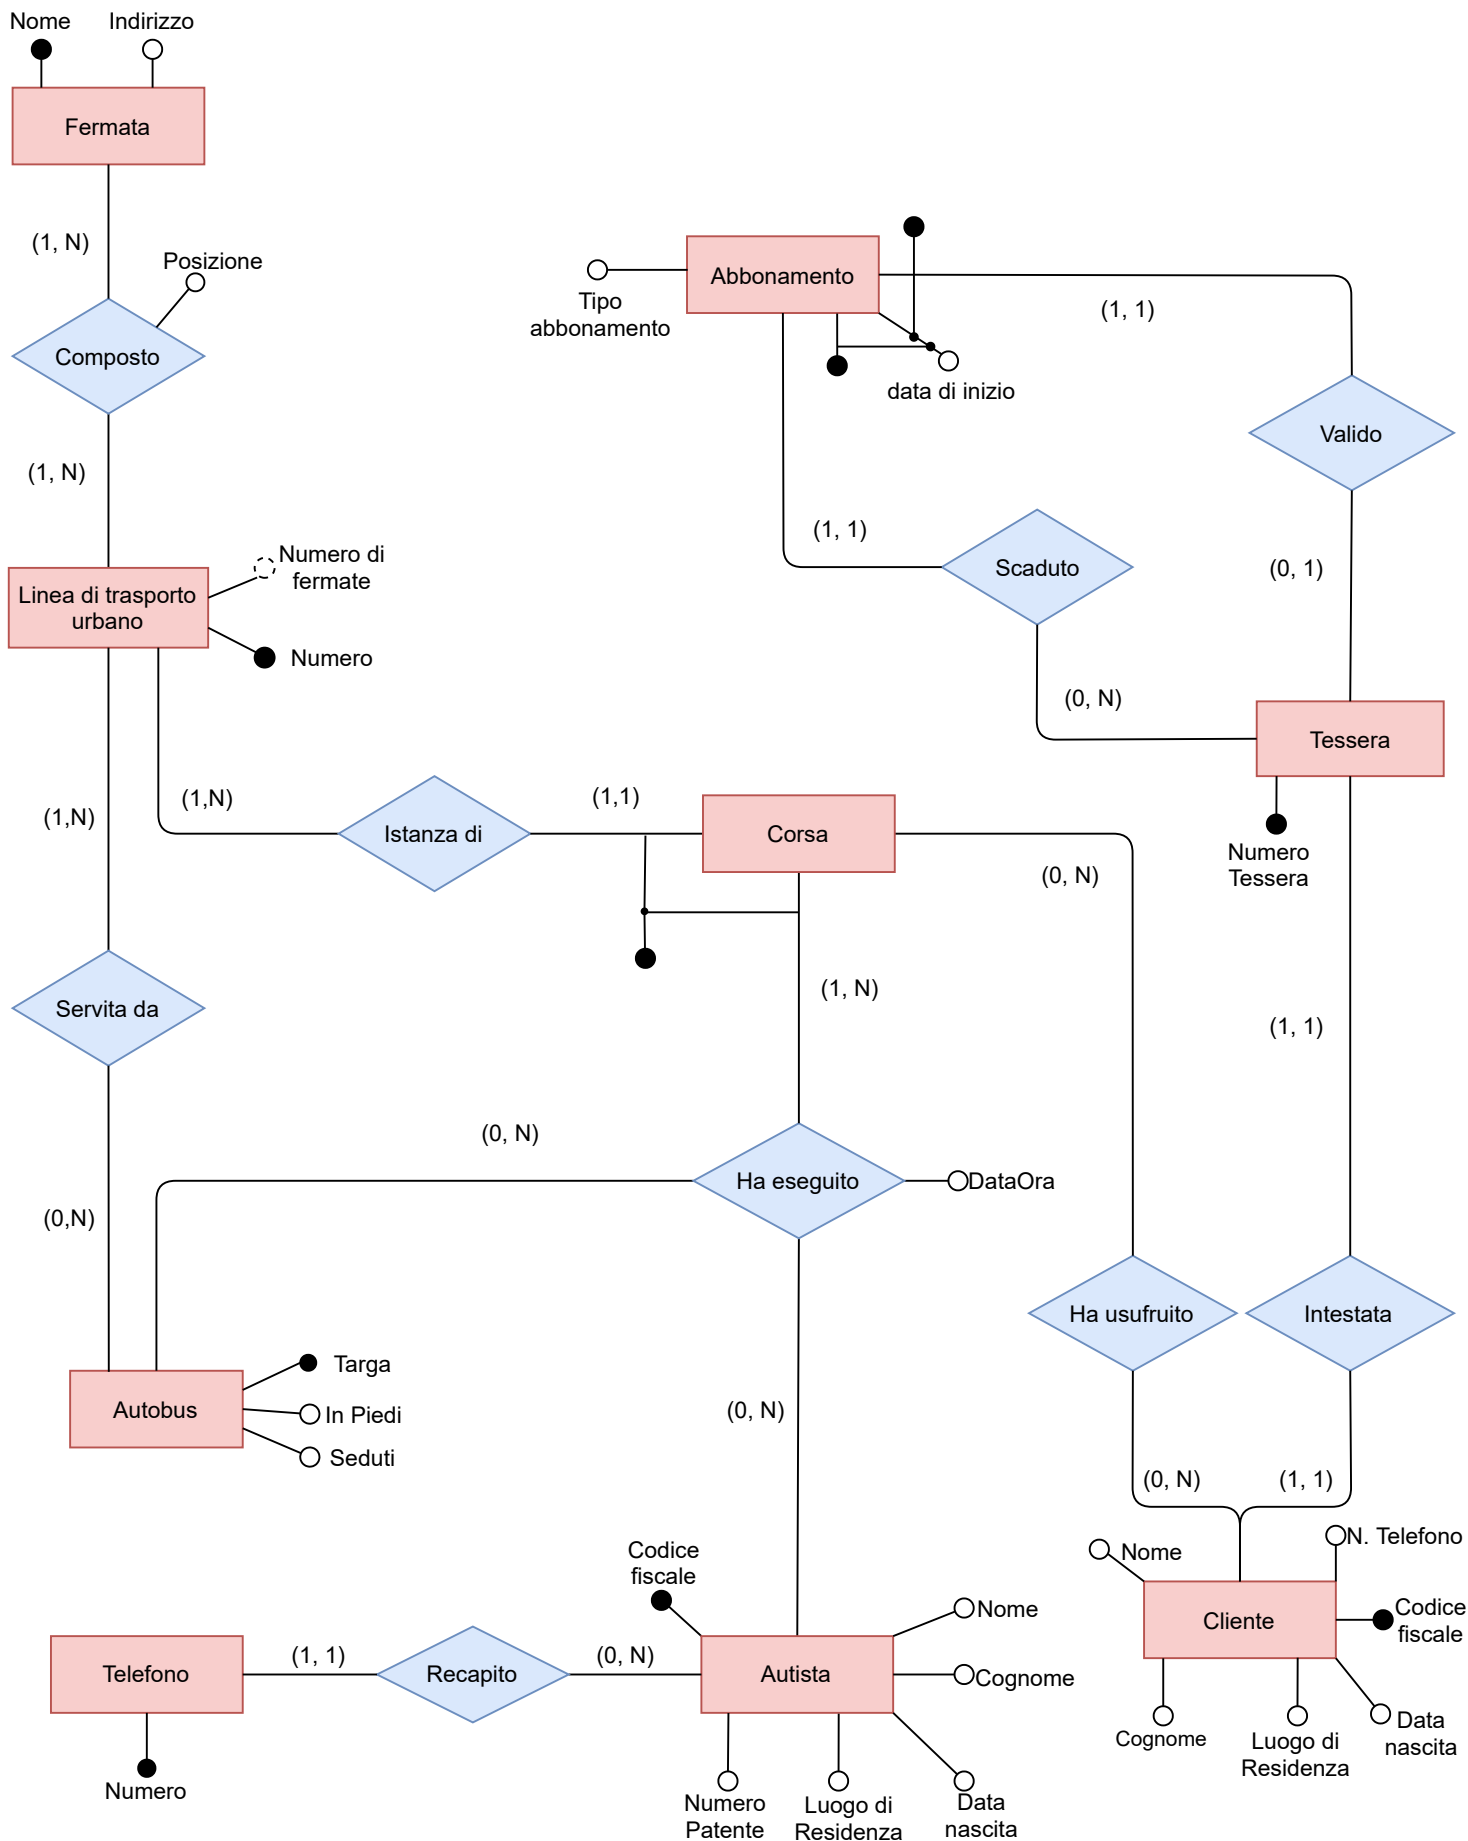 Nome
Indirizzo
Fermata
(1, N)
Posizione
Composto
(1, N)
Numero di
fermate
Linea di trasporto
urbano
Numero
Abbonamento
Tipo
abbonamento
data di inizio
(1, 1)
Valido
(1, 1)
Scaduto
(0, 1)
(0, N)
Tessera
Numero
Tessera
(1,N)
(1,N)
Istanza di
(1,1)
Corsa
(0, N)
(1, N)
(1, 1)
Servita da
(0, N)
Ha eseguito
DataOra
(0,N)
Ha usufruito
Intestata
Targa
Autobus
In Piedi
Seduti
(0, N)
(0, N)
(1, 1)
Nome
N. Telefono
Cliente
Codice
fiscale
Cognome
Luogo di
Residenza
Data
nascita
Codice
fiscale
Nome
Telefono
(1, 1)
Recapito
(0, N)
Autista
Cognome
Numero
Numero
Patente
Luogo di
Residenza
Data
nascita